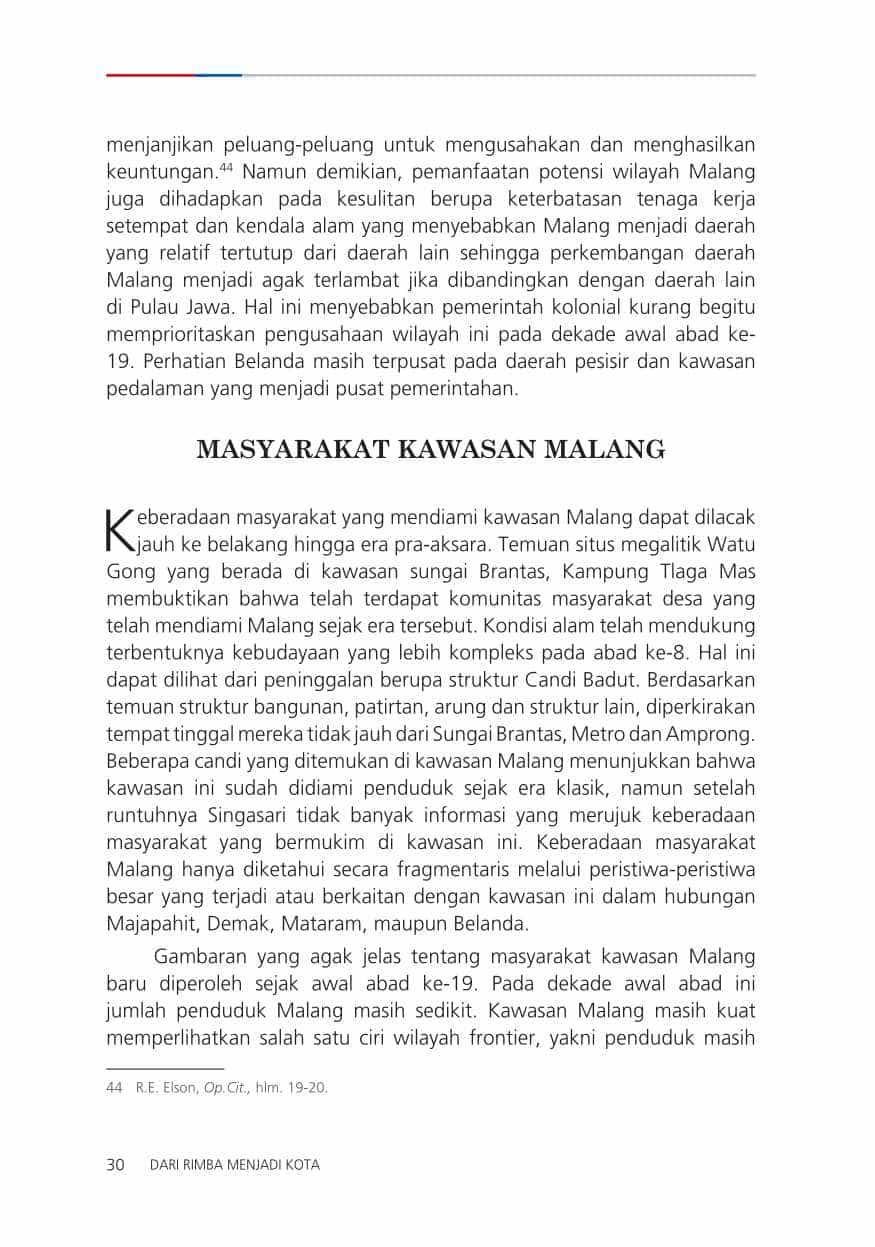 menjanjikan peluang-peluang untuk mengusahakan dan menghasilkan
keuntungan.44 Namun demikian, pemanfaatan potensi wilayah Malang
juga dihadapkan pada kesulitan berupa keterbatasan tenaga kerja
setempat dan kendala alam yang menyebabkan Malang menjadi daerah
yang relatif tertutup dari daerah lain sehingga perkembangan daerah
Malang menjadi agak terlambat jika dibandingkan dengan daerah lain
di Pulau Jawa. Hal ini menyebabkan pemerintah kolonial kurang begitu
memprioritaskan pengusahaan wilayah ini pada dekade awal abad ke-
19. Perhatian Belanda masih terpusat pada daerah pesisir dan kawasan
pedalaman yang menjadi pusat pemerintahan.
MASYARAKAT KAWASAN MALANG
Keberadaan masyarakat yang mendiami kawasan Malang dapat dilacak
jauh ke belakang hingga era pra-aksara. Temuan situs megalitik Watu
Gong yang berada di kawasan sungai Brantas, Kampung Tlaga Mas
membuktikan bahwa telah terdapat komunitas masyarakat desa yang
telah mendiami Malang sejak era tersebut. Kondisi alam telah mendukung
terbentuknya kebudayaan yang lebih kompleks pada abad ke-8. Hal ini
dapat dilihat dari peninggalan berupa struktur Candi Badut. Berdasarkan
temuan struktur bangunan, patirtan, arung dan struktur lain, diperkirakan
tempat tinggal mereka tidak jauh dari Sungai Brantas, Metro dan Amprong.
Beberapa candi yang ditemukan di kawasan Malang menunjukkan bahwa
kawasan ini sudah didiami penduduk sejak era klasik, namun setelah
runtuhnya Singasari tidak banyak informasi yang merujuk keberadaan
masyarakat yang bermukim di kawasan ini. Keberadaan masyarakat
Malang hanya diketahui secara fragmentaris melalui peristiwa-peristiwa
besar yang terjadi atau berkaitan dengan kawasan ini dalam hubungan
Majapahit, Demak, Mataram, maupun Belanda.
Gambaran yang agak jelas tentang masyarakat kawasan Malang
baru diperoleh sejak awal abad ke-19. Pada dekade awal abad ini
jumlah penduduk Malang masih sedikit. Kawasan Malang masih kuat
memperlihatkan salah satu ciri wilayah frontier, yakni penduduk masih
44 R.E. Elson, Op.Cit., hlm. 19-20.
30 DARI RIMBA MENJADI KOTA